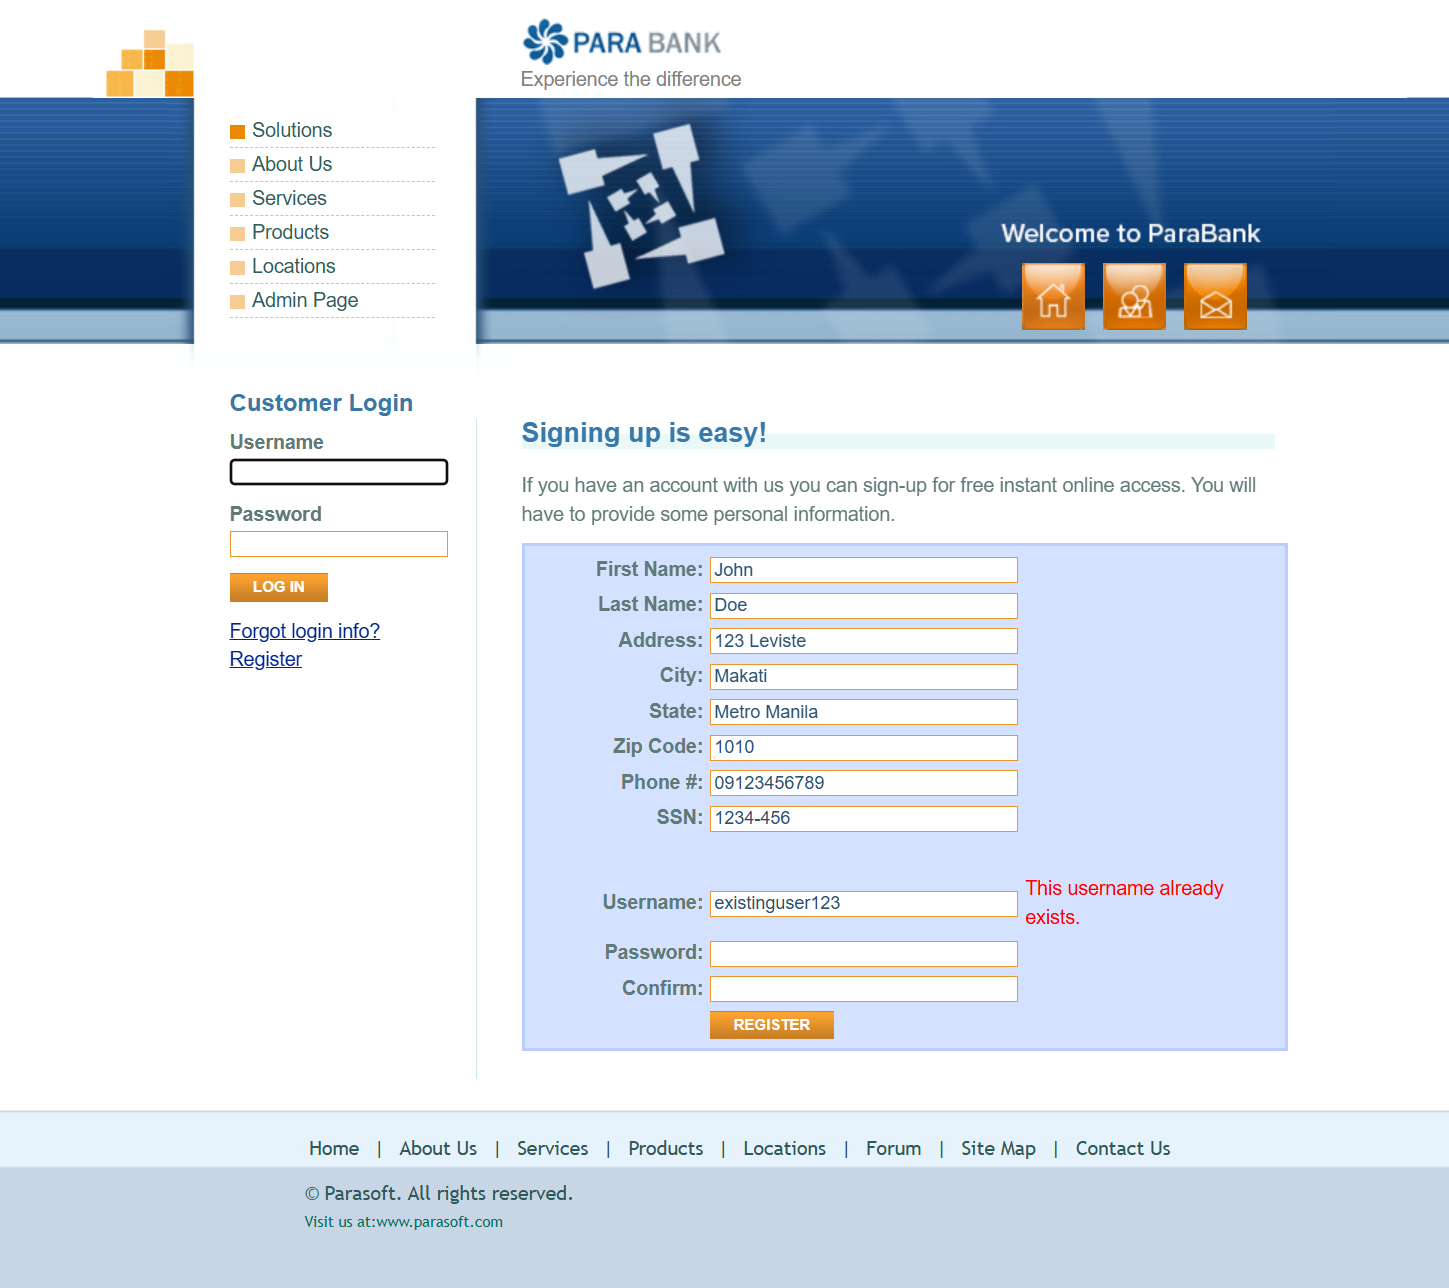 PARA BANK
Experience the difference
Solutions
About Us
Services
Products
Locations
Admin Page
Welcome to ParaBank
Customer Login
Username
Password
LOG IN
Forgot login info?
Register
Signing up is easy!
If you have an account with us you can sign-up for free instant online access. You will
have to provide some personal information.
First Name: John
Last Name: Doe
Address: 123 Leviste
City: Makati
State: Metro Manila
Zip Code: 1010
Phone #: 09123456789
SSN: 1234-456
Username: existinguser123 This username already
exists.
Password:
Confirm:
REGISTER
Home | About Us | Services | Products | Locations | Forum | Site Map | Contact Us
© Parasoft. All rights reserved.
Visit us at:www.parasoft.com